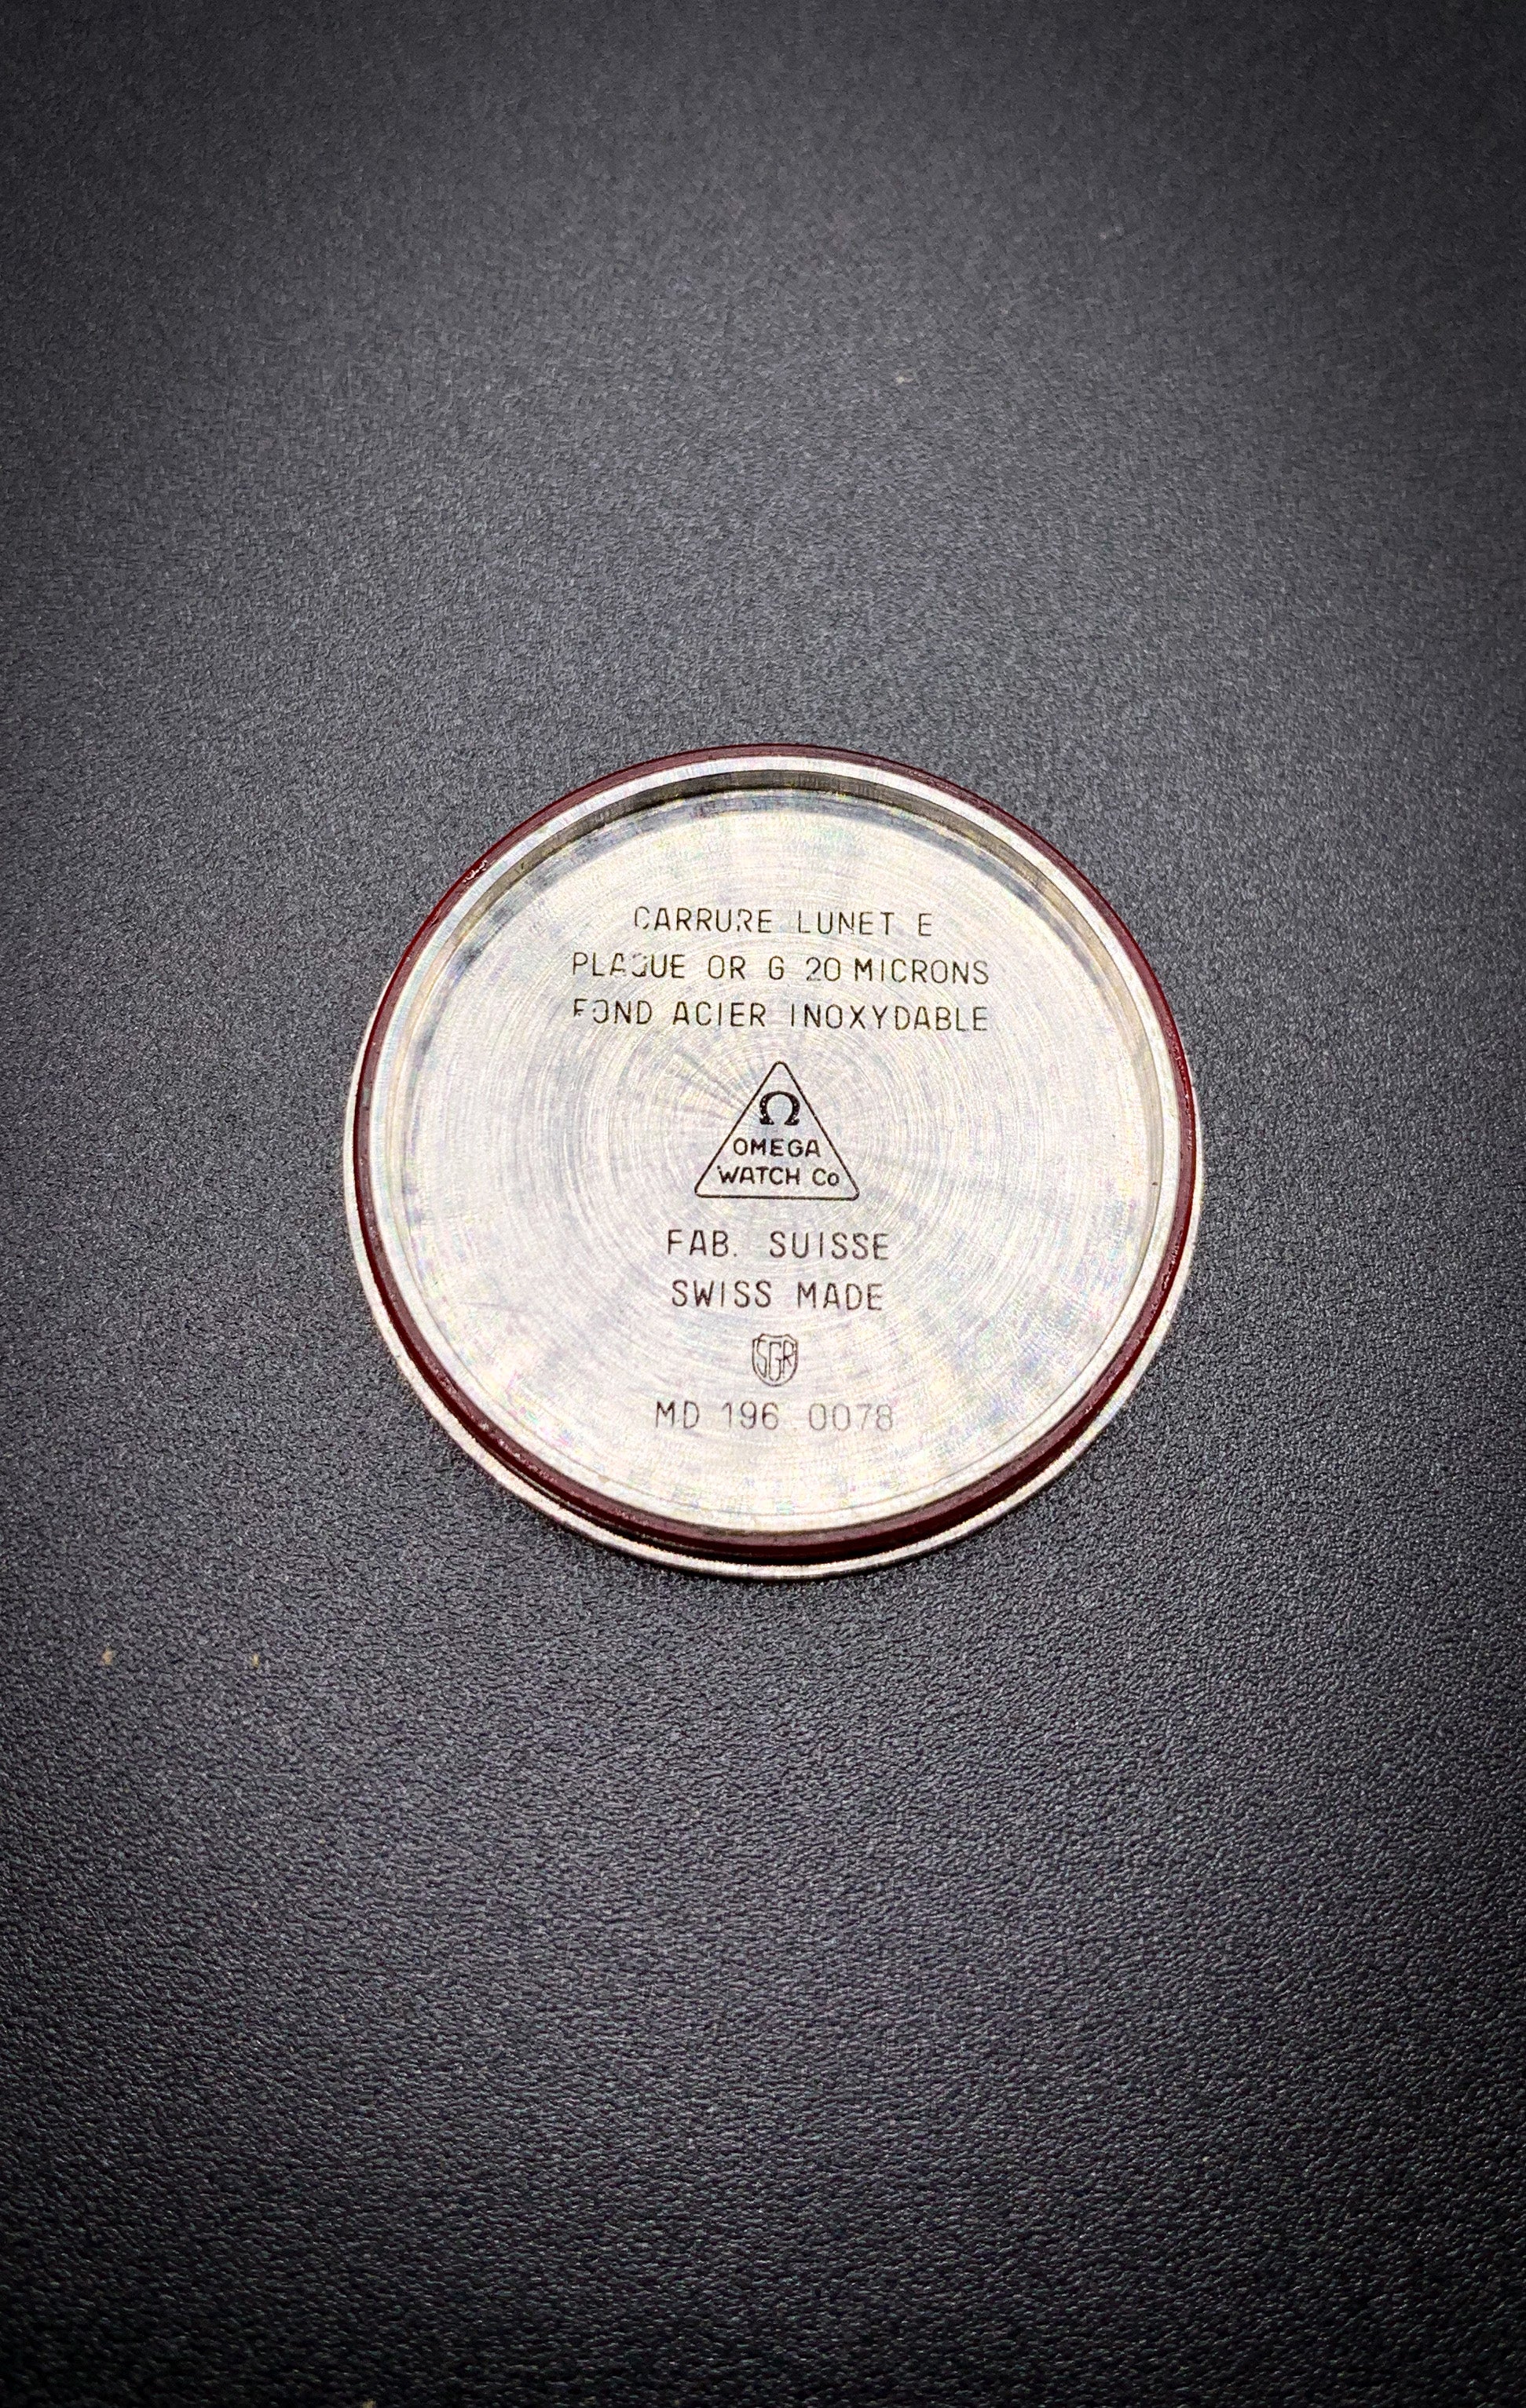 CARRURE LUNET E
PLAQUE OR G 20 MICRONS
FOND ACIER INOXYDABLE
Ω
OMEGA
WATCH Co
FAB. SUISSE
SWISS MADE
SGR
MD 196.0078